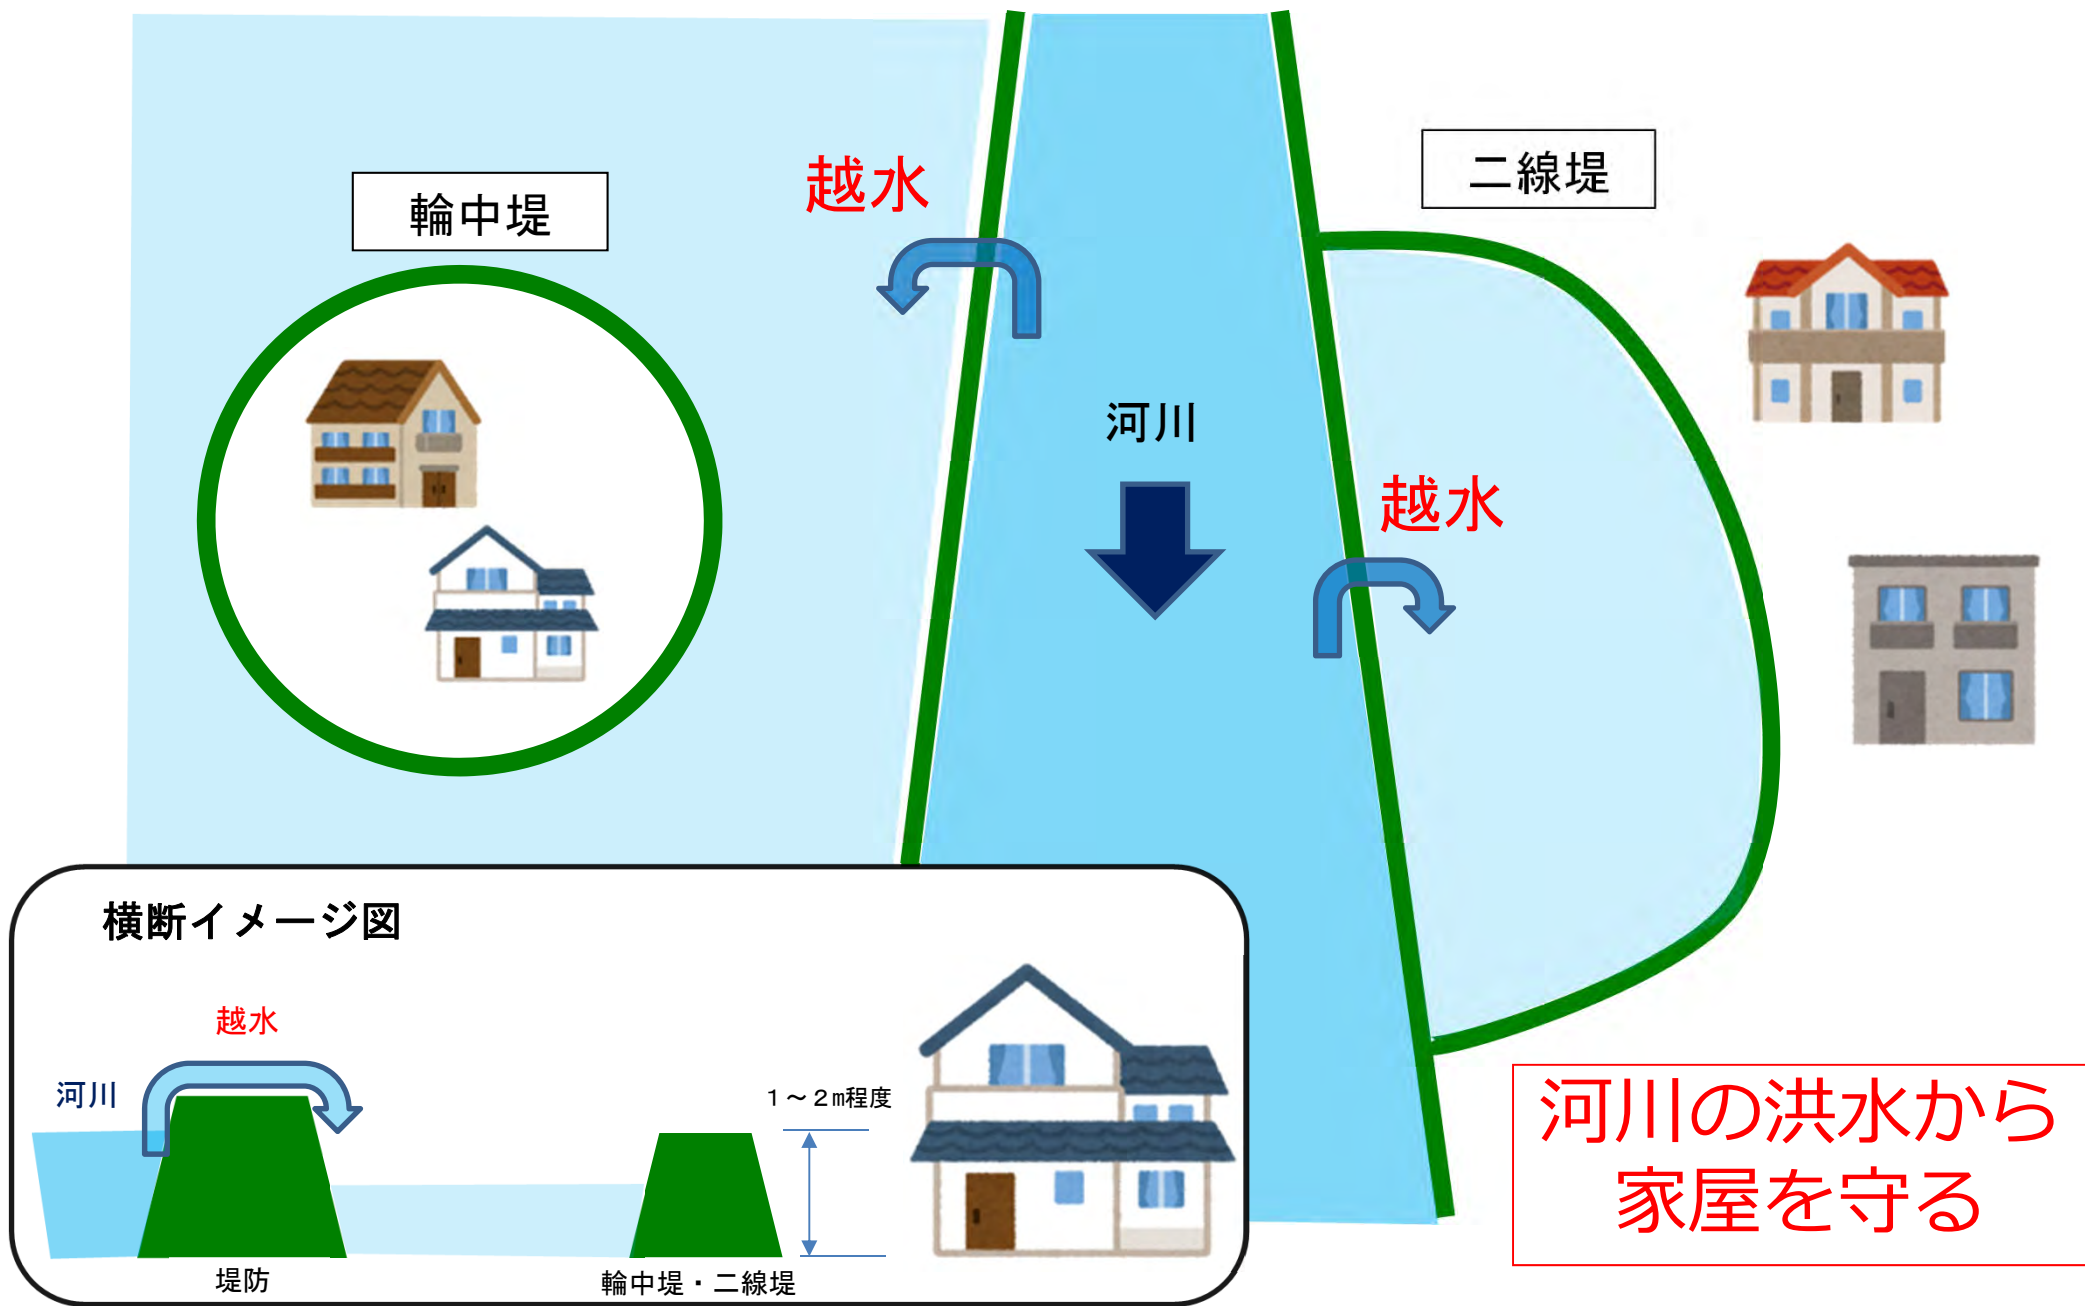 二線堤
越水
輪中堤
河川
越水
横断イメージ図
越水
河川
1～2m程度
堤防
輪中堤・二線堤
河川の洪水から
家屋を守る